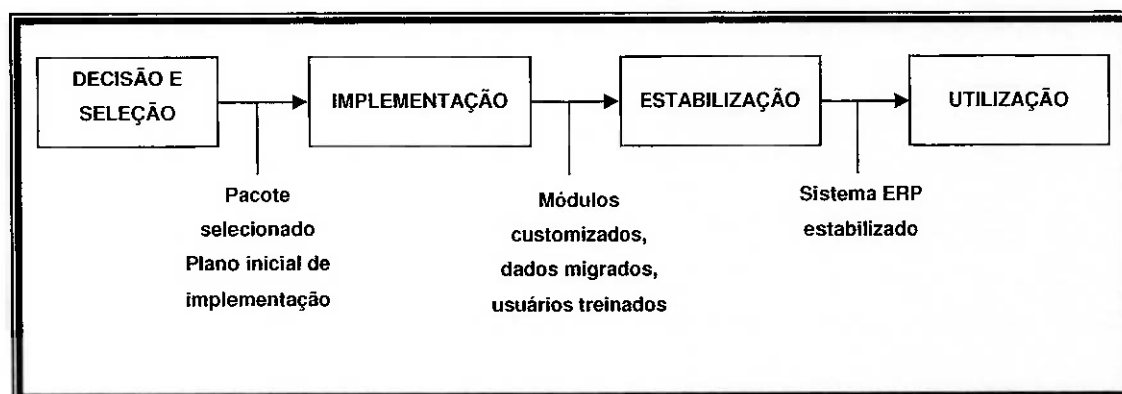 DECISÃO E
SELEÇÃO
IMPLEMENTAÇÃO
ESTABILIZAÇÃO
UTILIZAÇÃO
Pacote
selecionado
Plano inicial de
implementação
Módulos
customizados,
dados migrados,
usuários treinados
Sistema ERP
estabilizado